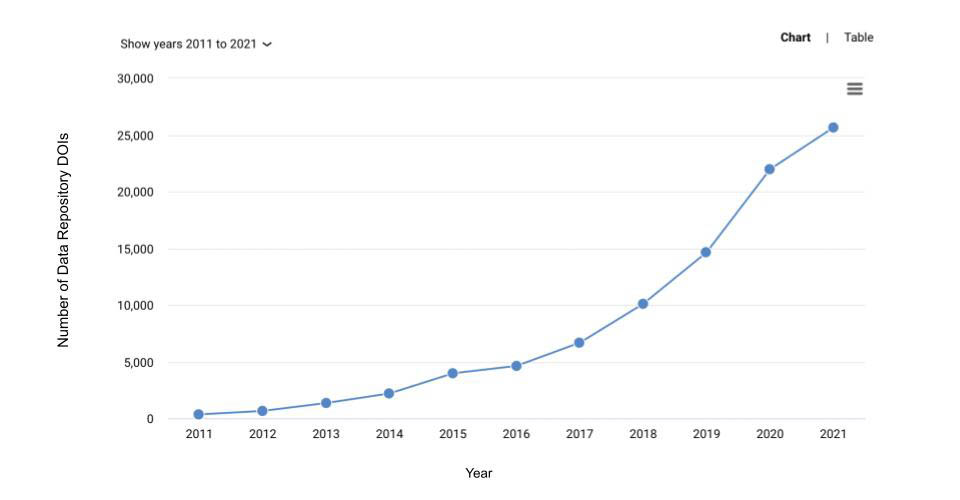 Show years 2011 to 2021
Chart | Table
30,000
25,000
20,000
15,000
10,000
5,000
0
Number of Data Repository DOIs
2011 2012 2013 2014 2015 2016 2017 2018 2019 2020 2021
Year